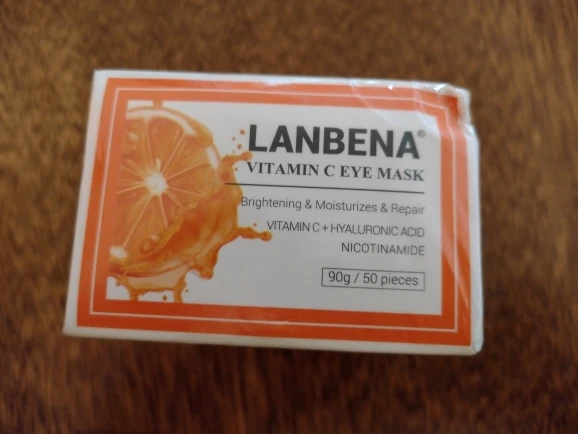 LANBENA®
VITAMIN C EYE MASK
Brightening & Moisturizes & Repair
VITAMIN C + HYALURONIC ACID
NICOTINAMIDE
90g / 50 pieces